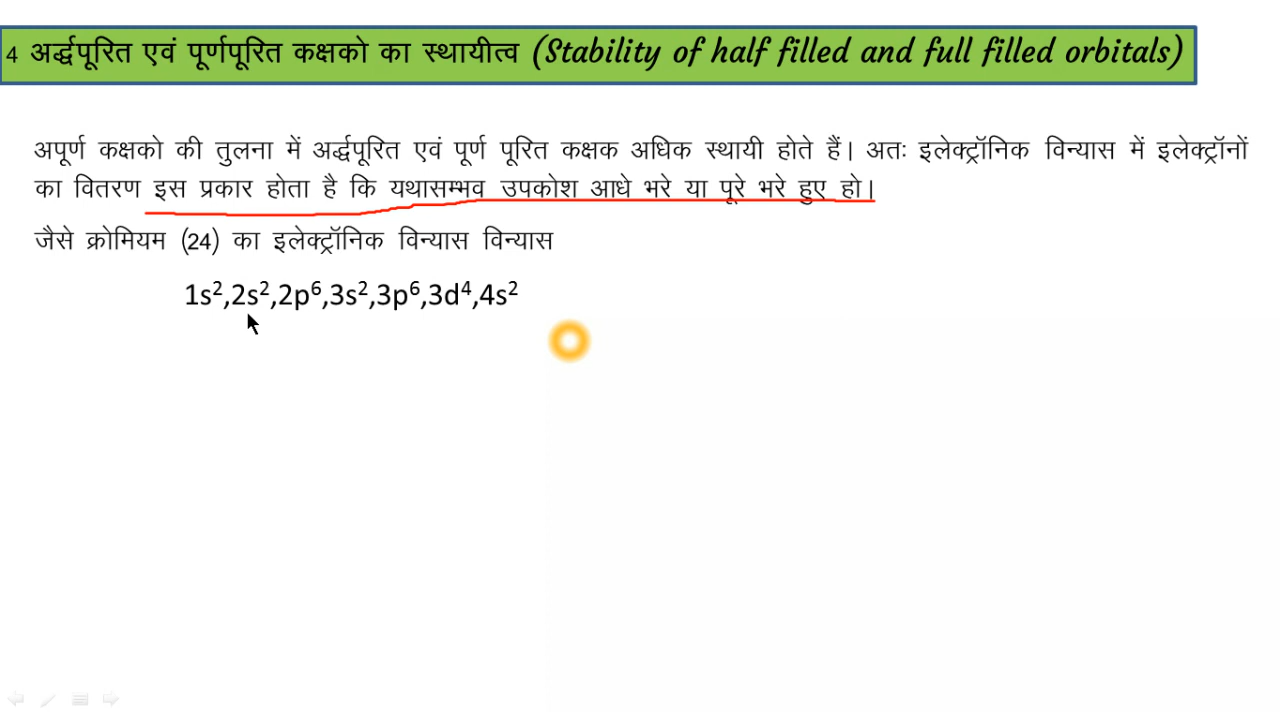 4 अर्द्धपूरित एवं पूर्णपूरित कक्षको का स्थायीत्व (Stability of half filled and full filled orbitals)
अपूर्ण कक्षको की तुलना में अर्द्धपूरित एवं पूर्ण पूरित कक्षक अधिक स्थायी होते हैं। अतः इलेक्ट्रॉनिक विन्यास में इलेक्ट्रॉनों
का वितरण इस प्रकार होता है कि यथासम्भव उपकोश आधे भरे या पूरे भरे हुए हो।
जैसे क्रोमियम (24) का इलेक्ट्रॉनिक विन्यास विन्यास
1s²,2s²,2p⁶,3s²,3p⁶,3d⁴,4s²